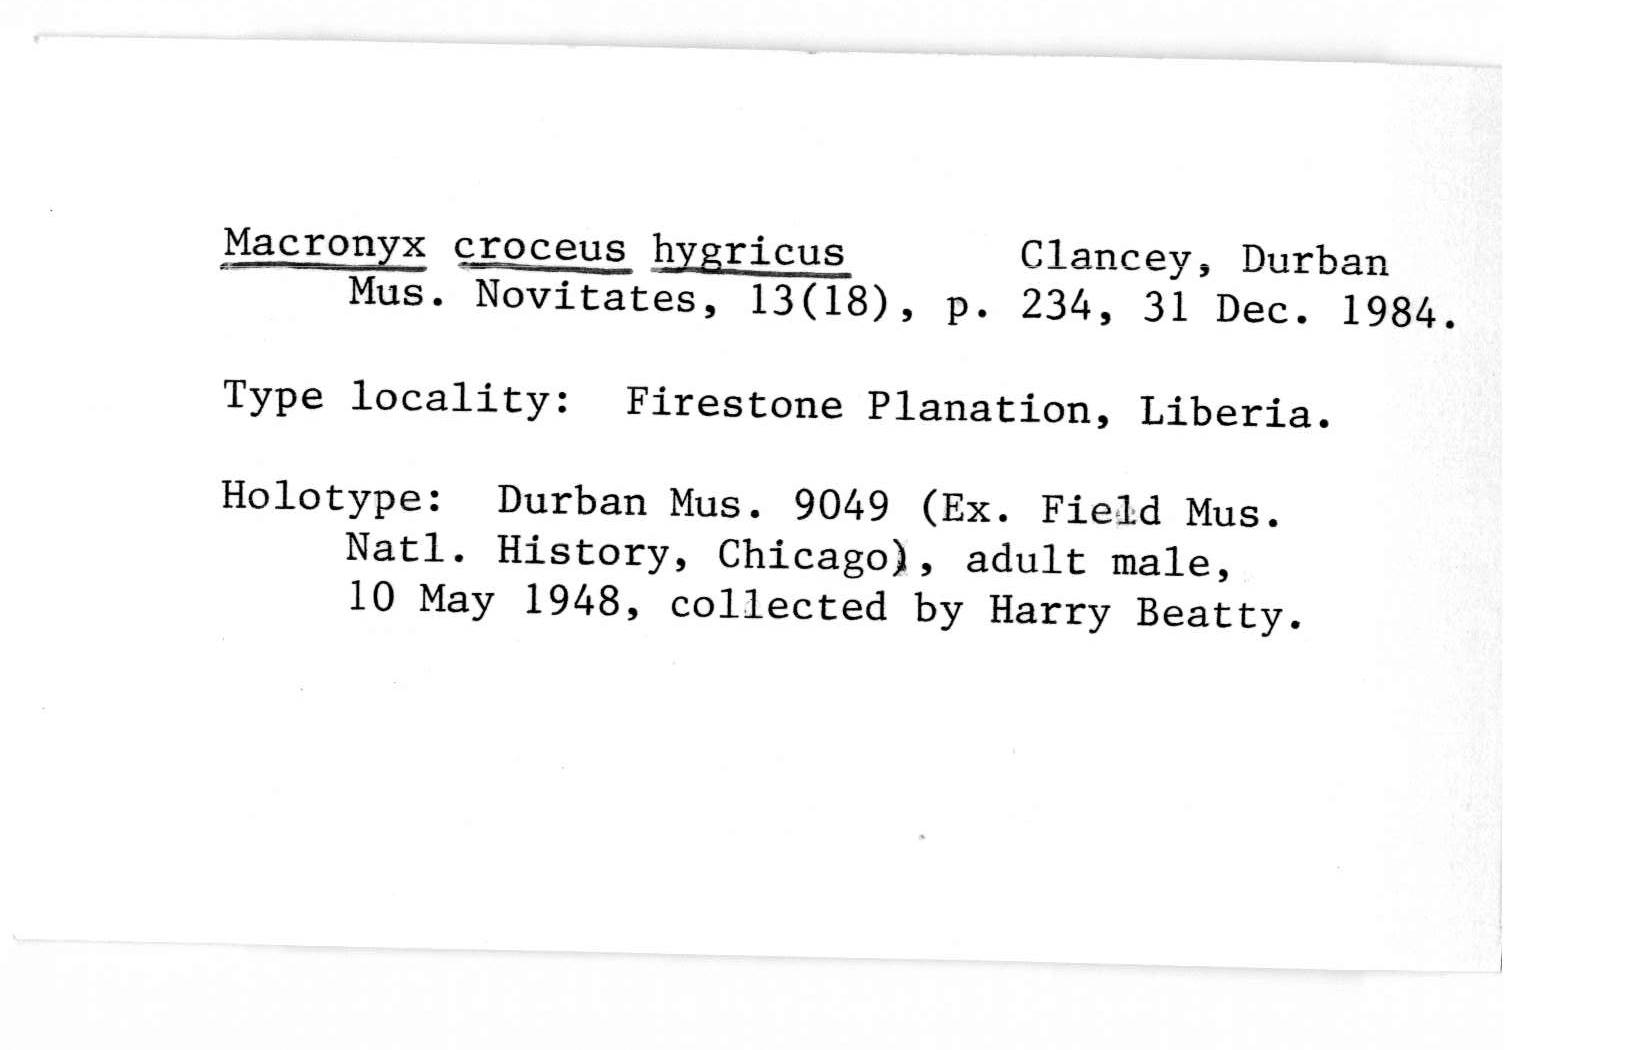 Macronyx croceus hygricus Clancey, Durban
Mus. Novitates, 13(18), p. 234, 31 Dec. 1984.
Type locality: Firestone Planation, Liberia.
Holotype: Durban Mus. 9049 (Ex. Field Mus.
Natl. History, Chicago), adult male,
10 May 1948, collected by Harry Beatty.